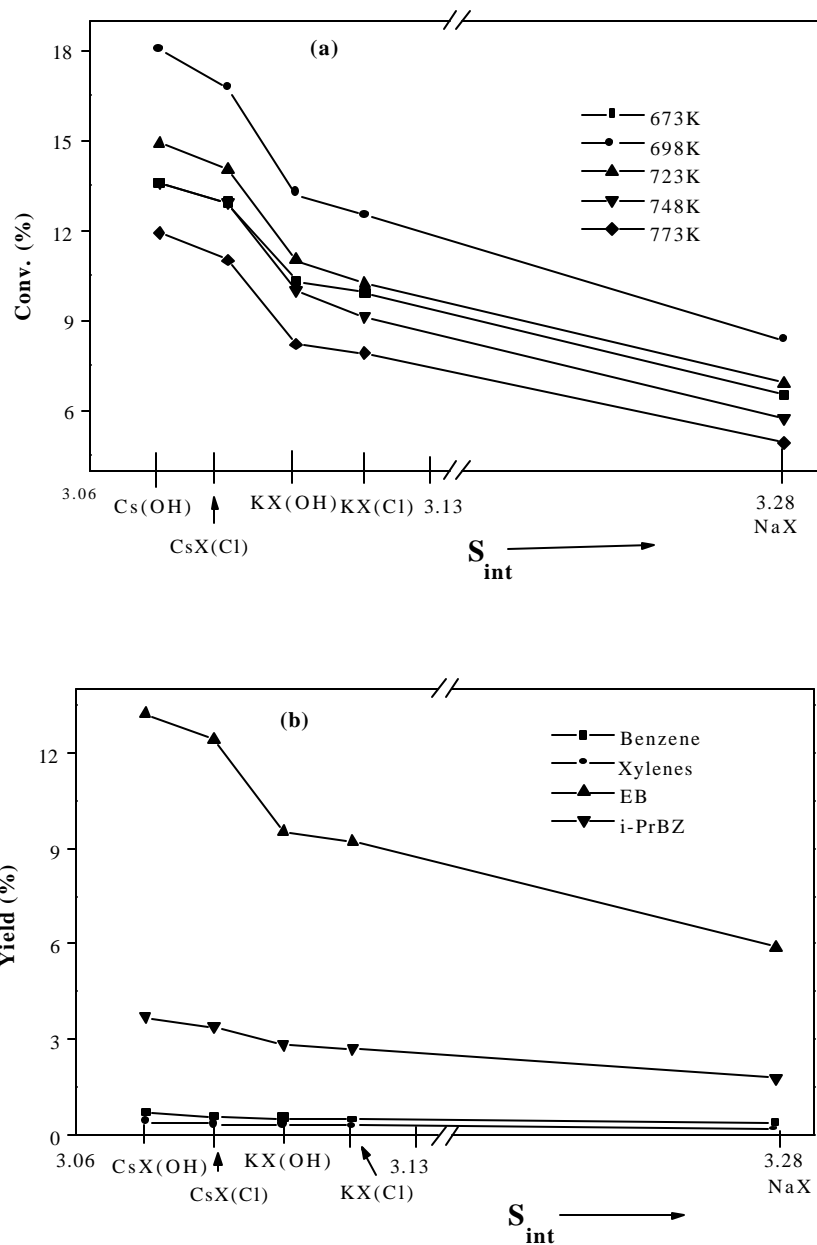 18
(a)
673K
15
698K
723K
12
748K
773K
Conv. (%)
9
6
3.06
Cs(OH)
KX(OH)
KX(Cl)
3.13
3.28
NaX
CsX(Cl)
S int
(b)
Benzene
12
Xylenes
EB
i-PrBZ
9
Yield (%)
6
3
0
3.06
CsX(OH)
KX(OH)
3.13
3.28
CsX(Cl)
KX(Cl)
NaX
S int